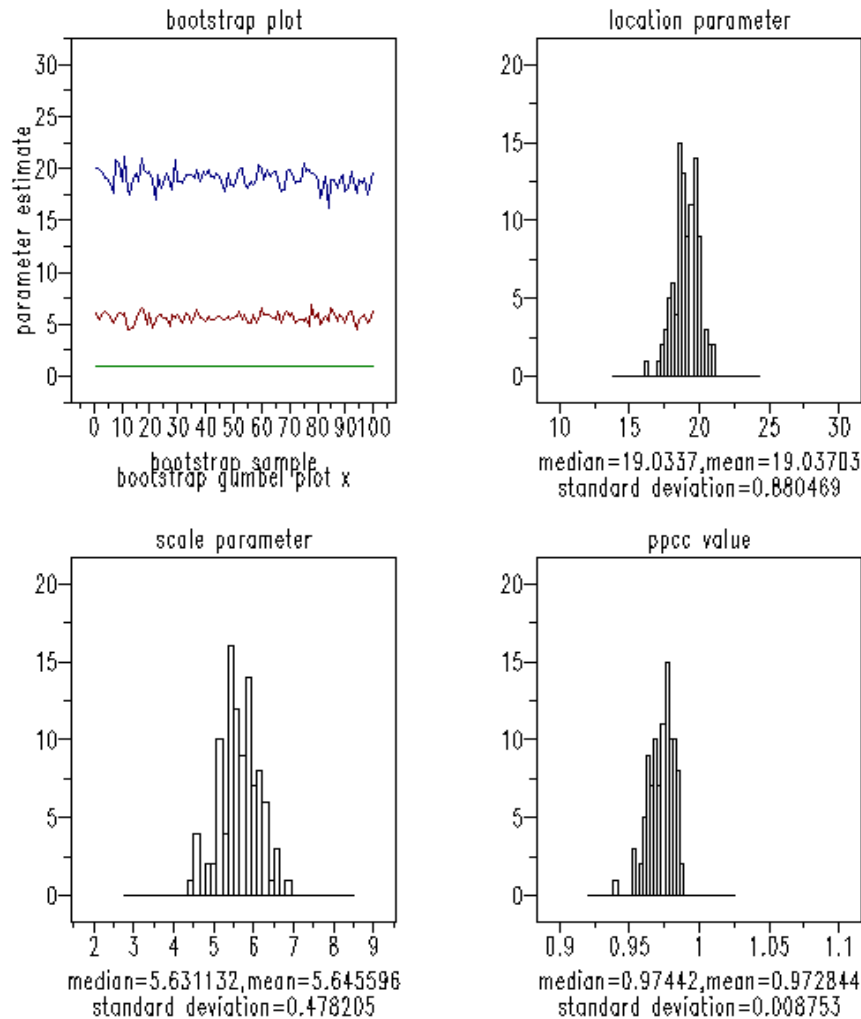 bootstrap plot
30
25
20
15
10
5
0
parameter estimate
0 10 20 30 40 50 60 70 80 90100
bootstrap sample
bootstrap gumbel plot x
location parameter
20
15
10
5
0
10 15 20 25 30
median=19.0337,mean=19.03703
standard deviation=0.880469
scale parameter
20
15
10
5
0
2 3 4 5 6 7 8 9
median=5.631132,mean=5.645596
standard deviation=0.478205
ppcc value
20
15
10
5
0
0.9 0.95 1 1.05 1.1
median=0.97442,mean=0.972844
standard deviation=0.008753